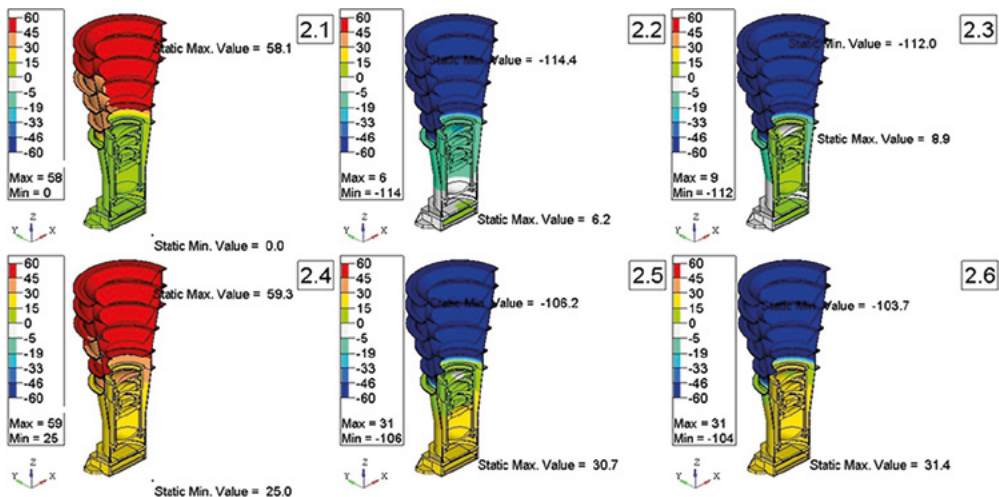 60
45
30
15
0
-5
-19
-33
-46
-60
Max = 58
Min = 0
Static Max. Value = 58.1
Static Min. Value = 0.0
2.1
Z
Y
X
60
45
30
15
0
-5
-19
-33
-46
-60
Max = 6
Min = -114
Static Min. Value = -114.4
Static Max. Value = 6.2
2.2
Z
Y
X
60
45
30
15
0
-5
-19
-33
-46
-60
Max = 9
Min = -112
Static Min. Value = -112.0
Static Max. Value = 8.9
2.3
Z
Y
X
60
45
30
15
0
-5
-19
-33
-46
-60
Max = 59
Min = 25
Static Max. Value = 59.3
Static Min. Value = 25.0
2.4
Z
Y
X
60
45
30
15
0
-5
-19
-33
-46
-60
Max = 31
Min = -106
Static Min. Value = -106.2
Static Max. Value = 30.7
2.5
Z
Y
X
60
45
30
15
0
-5
-19
-33
-46
-60
Max = 31
Min = -104
Static Min. Value = -103.7
Static Max. Value = 31.4
2.6
Z
Y
X